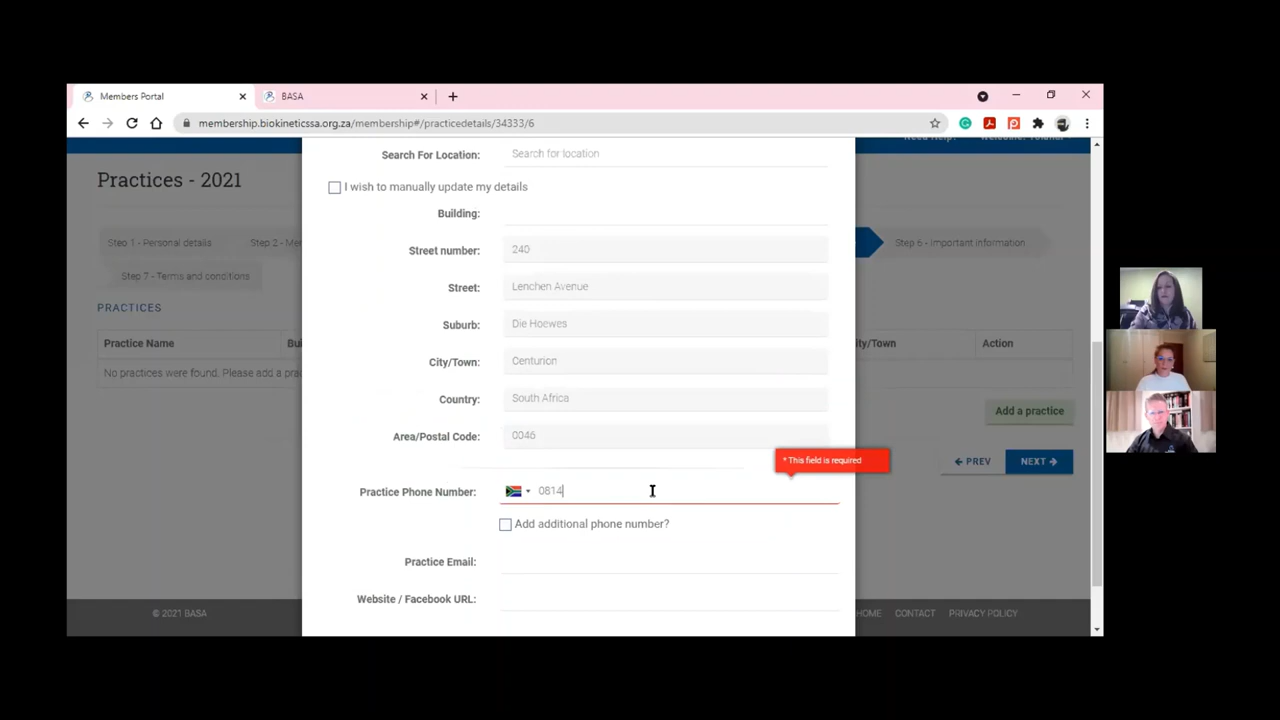 Members Portal
BASA
membership.biokineticssa.org.za/membership#/practicedetails/34333/6
Practices - 2021
Step 1 - Personal details
Step 6 - Important information
Step 7 - Terms and conditions
PRACTICES
Practice Name
City/Town
Action
No practices were found. Please add a
Add a practice
PREV
NEXT
Search For Location:
Search for location
I wish to manually update my details
Building:
Street number:
240
Street:
Lenchen Avenue
Suburb:
Die Hoewes
City/Town:
Centurion
Country:
South Africa
Area/Postal Code:
0046
* This field is required
Practice Phone Number:
0814
Add additional phone number?
Practice Email:
Website / Facebook URL:
© 2021 BASA
HOME
CONTACT
PRIVACY POLICY